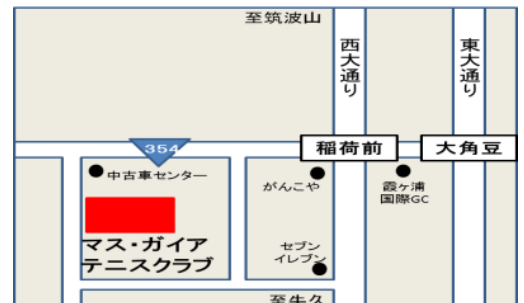 至筑波山
西大通り
東大通り
354
稲荷前
大角豆
中古車センター
がんこや
霞ヶ浦
国際GC
マス・ガイア
テニスクラブ
セブン
イレブン
至牛久